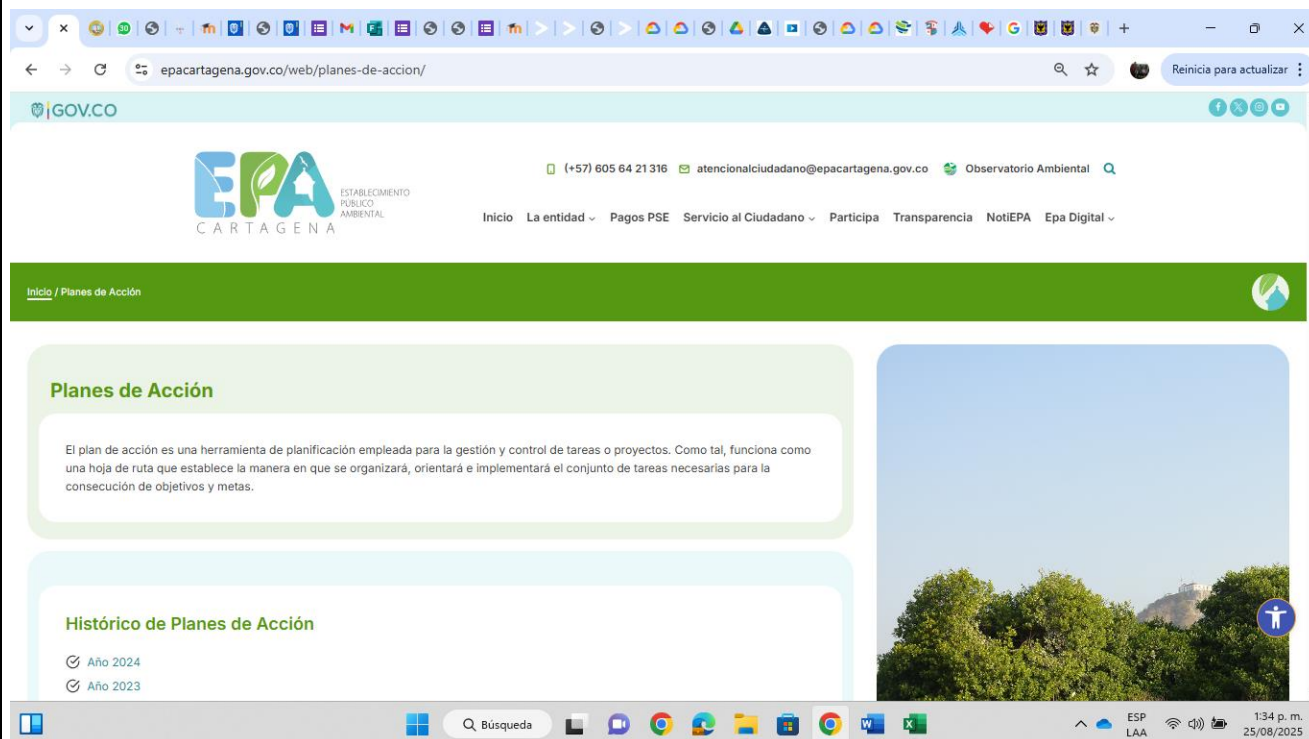 epacartagena.gov.co/web/planes-de-accion/
Reinicia para actualizar
GOV.CO
EPA
CARTAGENA
ESTABLECIMIENTO
PÚBLICO
AMBIENTAL
(+57) 605 64 21 316 atencionalciudadano@epacartagena.gov.co Observatorio Ambiental
Inicio La entidad Pagos PSE Servicio al Ciudadano Participa Transparencia NotiEPA Epa Digital
Inicio / Planes de Acción
Planes de Acción
El plan de acción es una herramienta de planificación empleada para la gestión y control de tareas o proyectos. Como tal, funciona como
una hoja de ruta que establece la manera en que se organizará, orientará e implementará el conjunto de tareas necesarias para la
consecución de objetivos y metas.
Histórico de Planes de Acción
Año 2024
Año 2023
Búsqueda
ESP
LAA
1:34 p. m.
25/08/2025